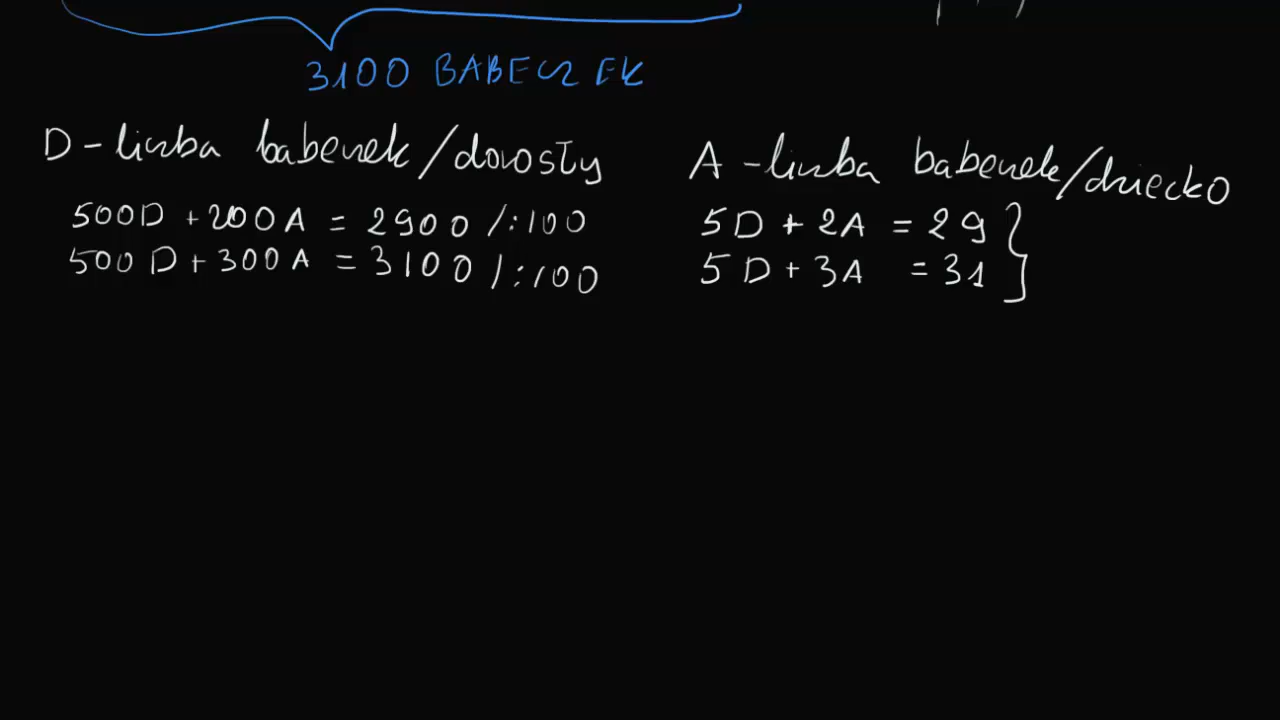 3100 BABECZEK
D - liczba babeczek/dorosły
A - liczba babeczek/dziecko
500D + 200A = 2900 /:100
5D + 2A = 29
500D + 300A = 3100 /:100
5D + 3A = 31